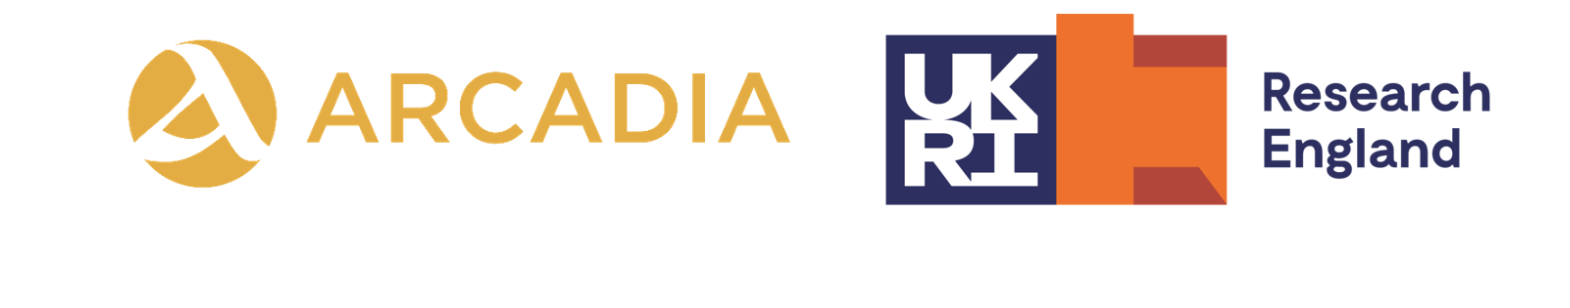 ARCADIA
UK
RI
Research
England